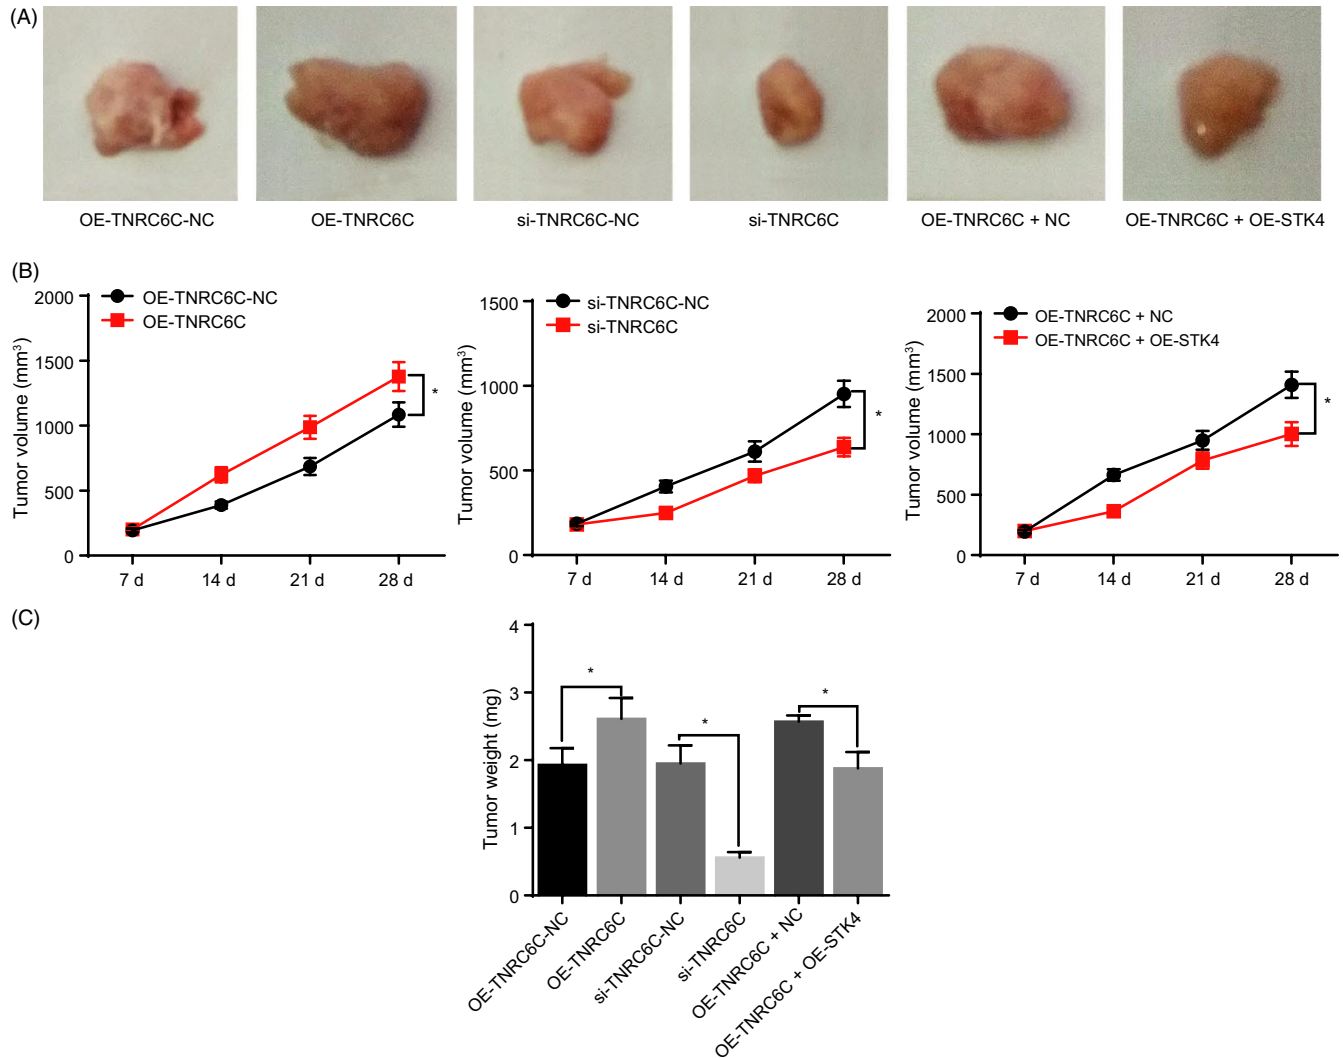 (A)
OE-TNRC6C-NC
OE-TNRC6C
si-TNRC6C-NC
si-TNRC6C
OE-TNRC6C + NC
OE-TNRC6C + OE-STK4
(B)
Tumor volume (mm³)
2000
1500
1000
500
0
OE-TNRC6C-NC
OE-TNRC6C
*
7 d
14 d
21 d
28 d
Tumor volume (mm³)
1500
1000
500
0
si-TNRC6C-NC
si-TNRC6C
*
7 d
14 d
21 d
28 d
Tumor volume (mm³)
2000
1500
1000
500
0
OE-TNRC6C + NC
OE-TNRC6C + OE-STK4
*
7 d
14 d
21 d
28 d
(C)
Tumor weight (mg)
4
3
2
1
0
*
*
*
OE-TNRC6C-NC
OE-TNRC6C
si-TNRC6C-NC
si-TNRC6C
OE-TNRC6C + NC
OE-TNRC6C + OE-STK4